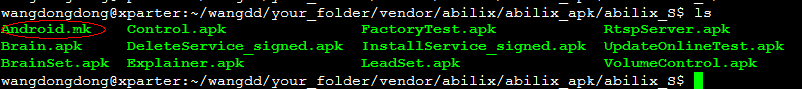 wangdongdong@xparter:~/wangdd/your_folder/vendor/abilix/abilix_apk/abilix_S$ ls
Android.mk Control.apk FactoryTest.apk RtspServer.apk
Brain.apk DeleteService_signed.apk InstallService_signed.apk UpdateOnlineTest.apk
BrainSet.apk Explainer.apk LeadSet.apk VolumeControl.apk
wangdongdong@xparter:~/wangdd/your_folder/vendor/abilix/abilix_apk/abilix_S$